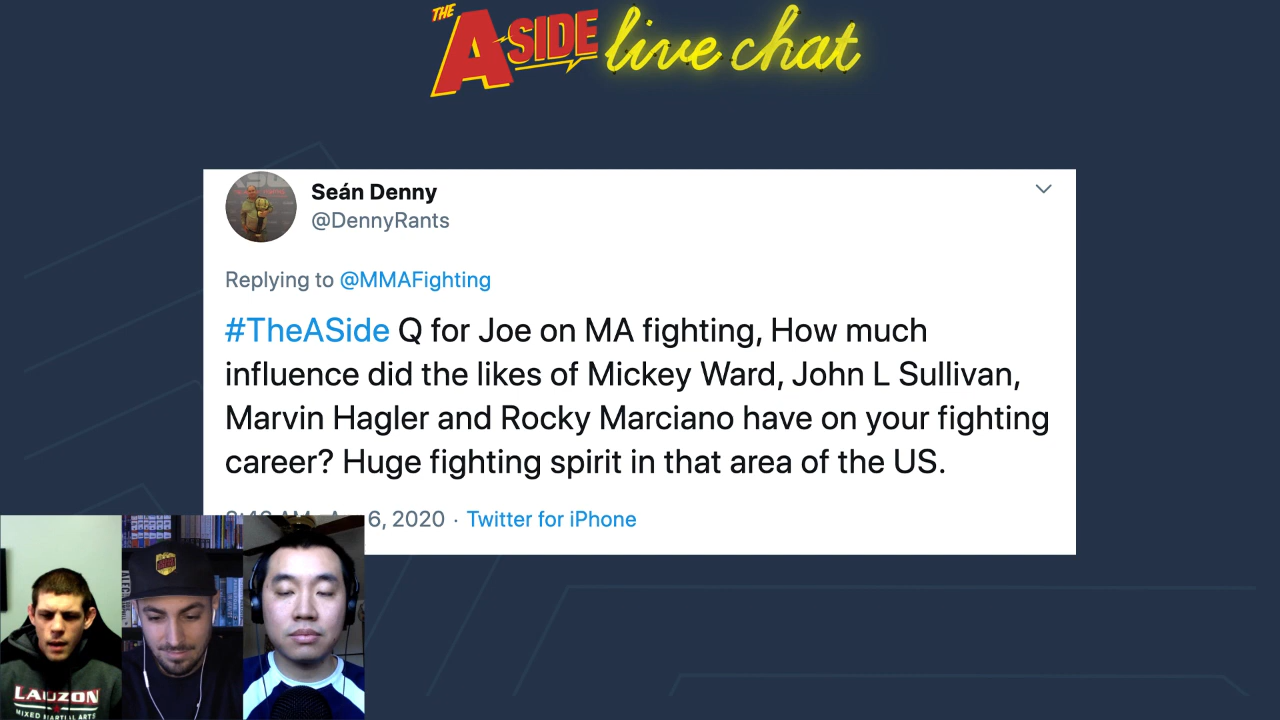 THE
A SIDE live chat
Seán Denny
@DennyRants
Replying to @MMAFighting
#TheASide Q for Joe on MA fighting, How much
influence did the likes of Mickey Ward, John L Sullivan,
Marvin Hagler and Rocky Marciano have on your fighting
career? Huge fighting spirit in that area of the US.
6, 2020 · Twitter for iPhone
LAUZON
MIXED MARTIAL ARTS